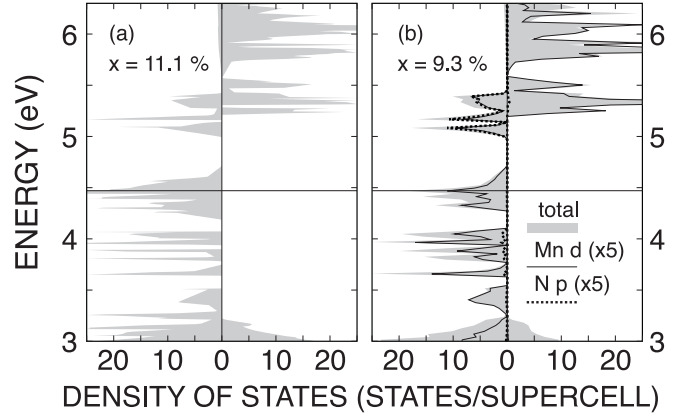 (a)
x = 11.1 %
(b)
x = 9.3 %
total
Mn d (x5)
N p (x5)
ENERGY (eV)
6
5
4
3
6
5
4
3
20 10 0 10 20
20 10 0 10 20
DENSITY OF STATES (STATES/SUPERCELL)